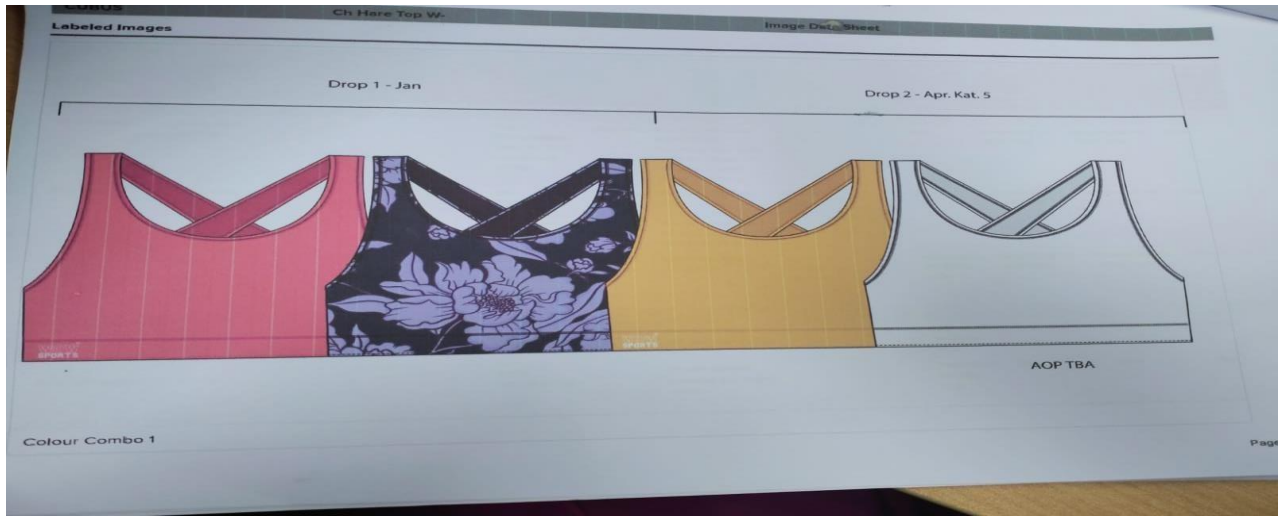 CUBUS
Ch Hare Top W-
Image Data Sheet
Labeled Images
Drop 1 - Jan
Drop 2 - Apr. Kat. 5
SPORTS
SPORTS
AOP TBA
Colour Combo 1
Page